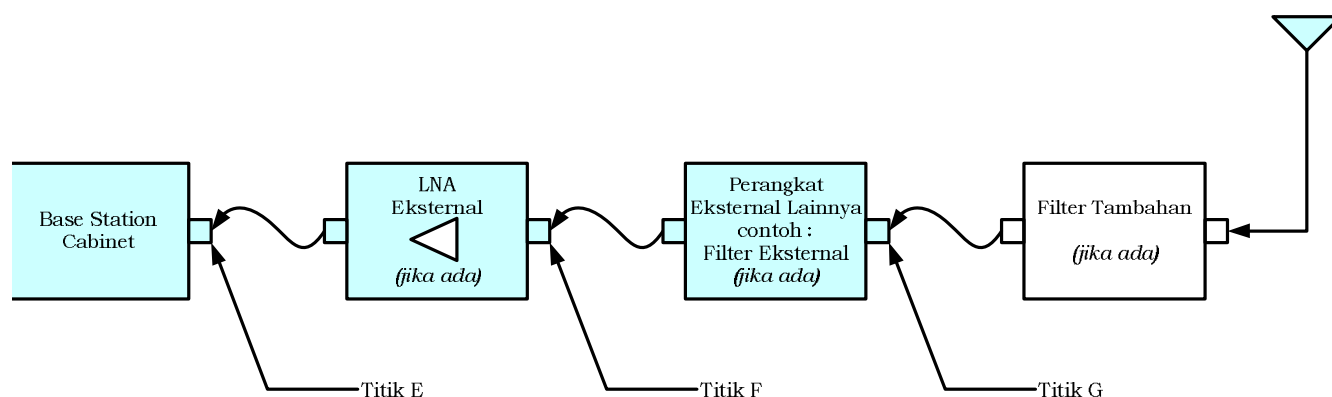 Base Station
Cabinet
LNA
Eksternal
(jika ada)
Perangkat
Eksternal Lainnya
contoh :
Filter Eksternal
(jika ada)
Filter Tambahan
(jika ada)
Titik E
Titik F
Titik G